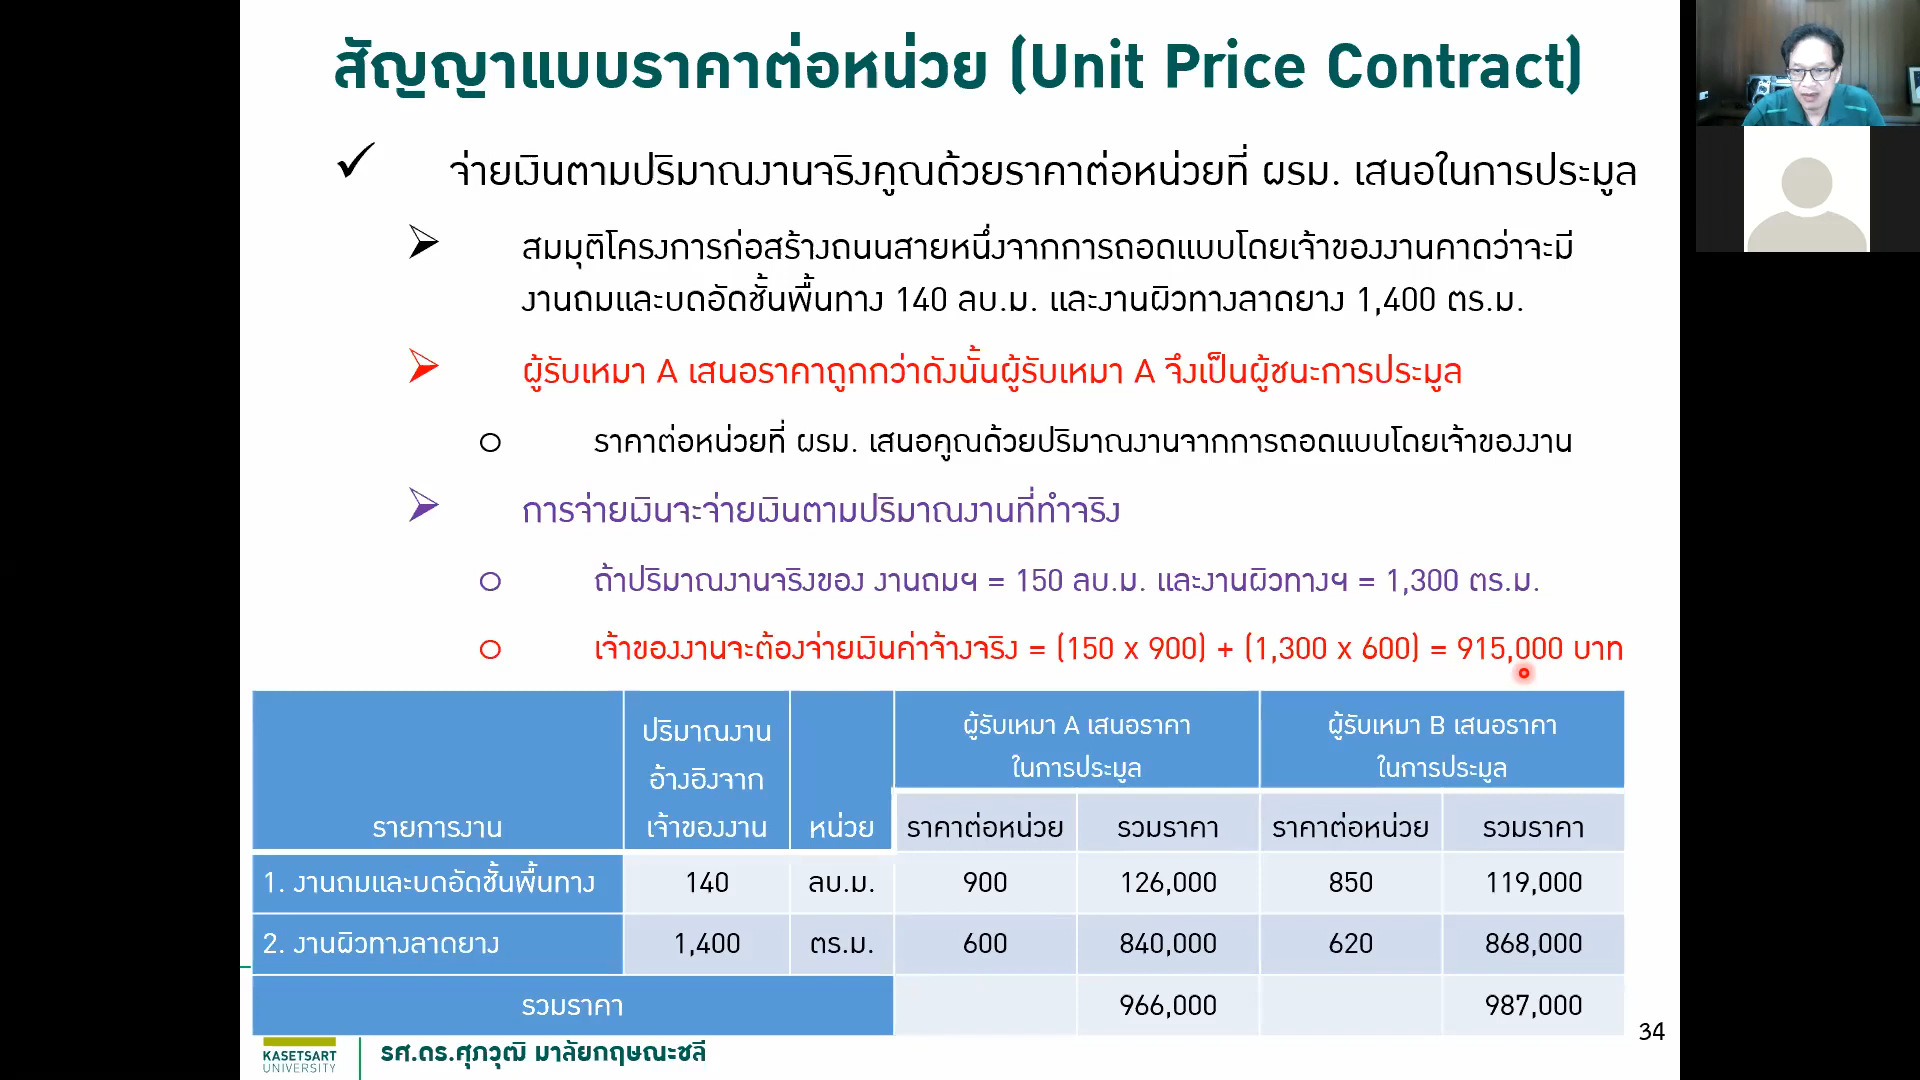 สัญญาแบบราคาต่อหน่วย (Unit Price Contract)
จ่ายเงินตามปริมาณงานจริงคูณด้วยราคาต่อหน่วยที่ ผรม. เสนอในการประมูล
สมมุติโครงการก่อสร้างถนนสายหนึ่งจากการถอดแบบโดยเจ้าของงานคาดว่าจะมี
งานถมและบดอัดชั้นพื้นทาง 140 ลบ.ม. และงานผิวทางลาดยาง 1,400 ตร.ม.
ผู้รับเหมา A เสนอราคาถูกกว่าดังนั้นผู้รับเหมา A จึงเป็นผู้ชนะการประมูล
ราคาต่อหน่วยที่ ผรม. เสนอคูณด้วยปริมาณงานจากการถอดแบบโดยเจ้าของงาน
การจ่ายเงินจะจ่ายเงินตามปริมาณงานที่ทำจริง
ถ้าปริมาณงานจริงของ งานถมฯ = 150 ลบ.ม. และงานผิวทางฯ = 1,300 ตร.ม.
เจ้าของงานจะต้องจ่ายเงินค่าจ้างจริง = (150 x 900) + (1,300 x 600) = 915,000 บาท
รายการงาน
ปริมาณงาน
อ้างอิงจาก
เจ้าของงาน
หน่วย
ผู้รับเหมา A เสนอราคา
ในการประมูล
ผู้รับเหมา B เสนอราคา
ในการประมูล
ราคาต่อหน่วย รวมราคา ราคาต่อหน่วย รวมราคา
1. งานถมและบดอัดชั้นพื้นทาง 140 ลบ.ม. 900 126,000 850 119,000
2. งานผิวทางลาดยาง 1,400 ตร.ม. 600 840,000 620 868,000
รวมราคา 966,000 987,000
34
KASETSART
UNIVERSITY
รศ.ดร.ศุภวุฒิ มาลัยกฤษณะชลี